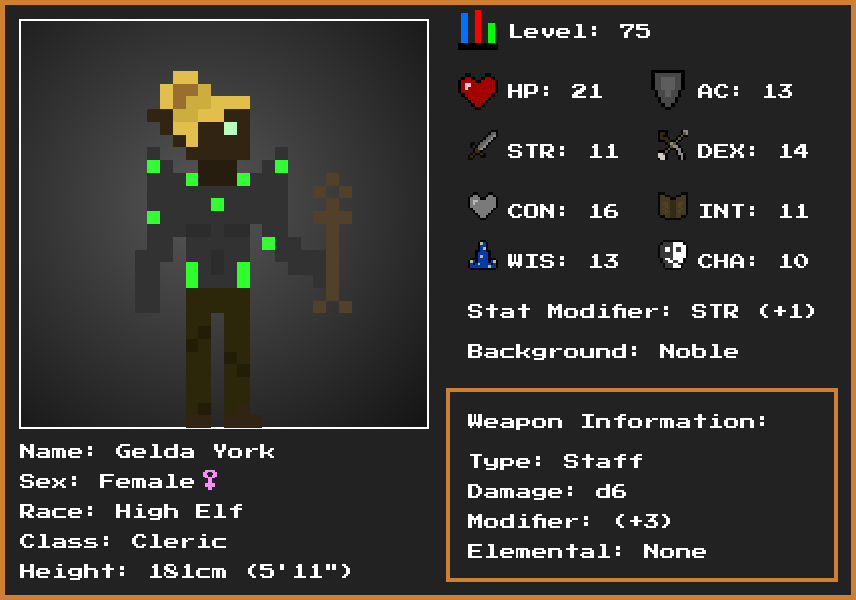 Level: 75
HP: 21 AC: 13
STR: 11 DEX: 14
CON: 16 INT: 11
WIS: 13 CHA: 10
Stat Modifier: STR (+1)
Background: Noble
Weapon Information:
Type: Staff
Damage: d6
Modifier: (+3)
Elemental: None
Name: Gelda York
Sex: Female♀
Race: High Elf
Class: Cleric
Height: 181cm (5'11")